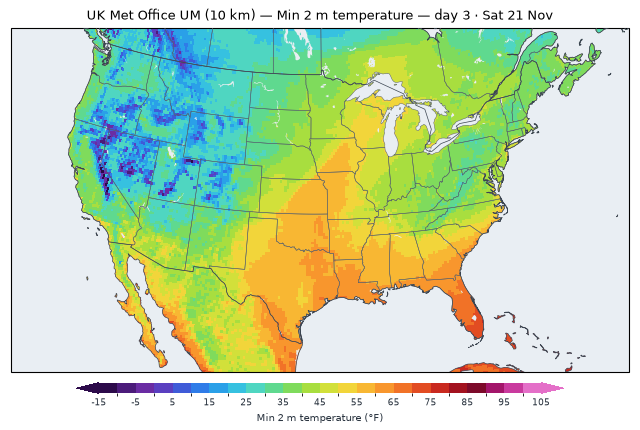 UK Met Office UM (10 km) — Min 2 m temperature — day 3 · Sat 21 Nov
-15 -5 5 15 25 35 45 55 65 75 85 95 105
Min 2 m temperature (°F)